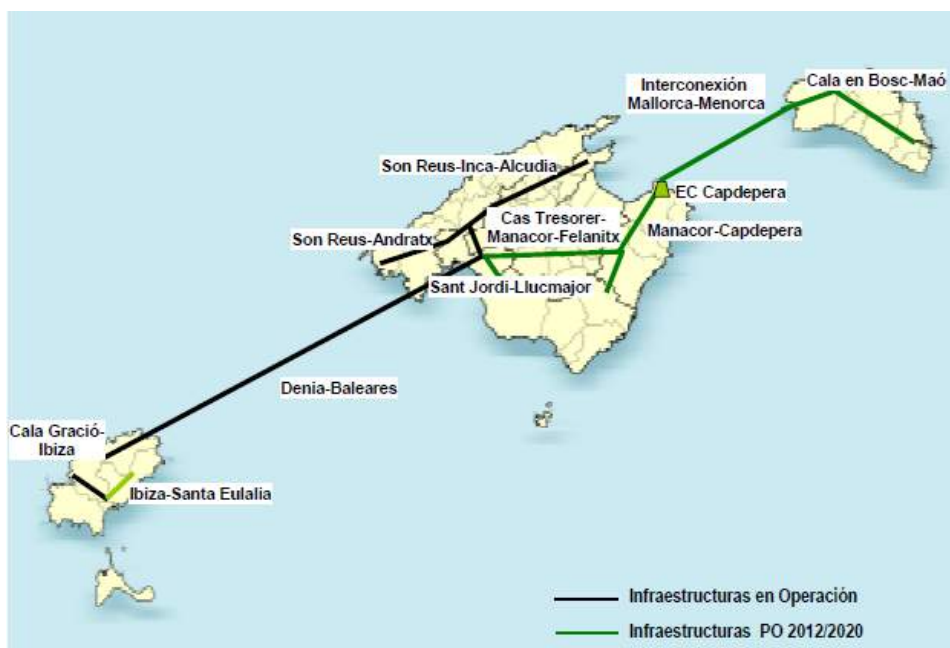 Interconexión
Mallorca-Menorca
Cala en Bosc-Maó
Son Reus-Inca-Alcudia
EC Capdepera
Cas Tresorer-
Manacor-Felanitx
Manacor-Capdepera
Son Reus-Andratx
Sant Jordi-Llucmajor
Denia-Baleares
Cala Gració-
Ibiza
Ibiza-Santa Eulalia
Infraestructuras en Operación
Infraestructuras PO 2012/2020